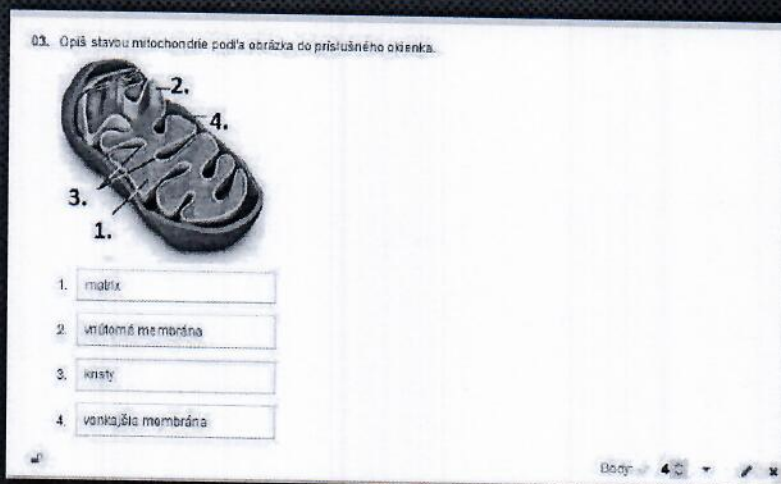 03. Opíš stavbu mitochondrie podľa obrázka do príslušného okienka.
2.
4.
3.
1.
1. matrix
2. vnútorná membrána
3. kristy
4. vonkajšia membrána
Body: 4